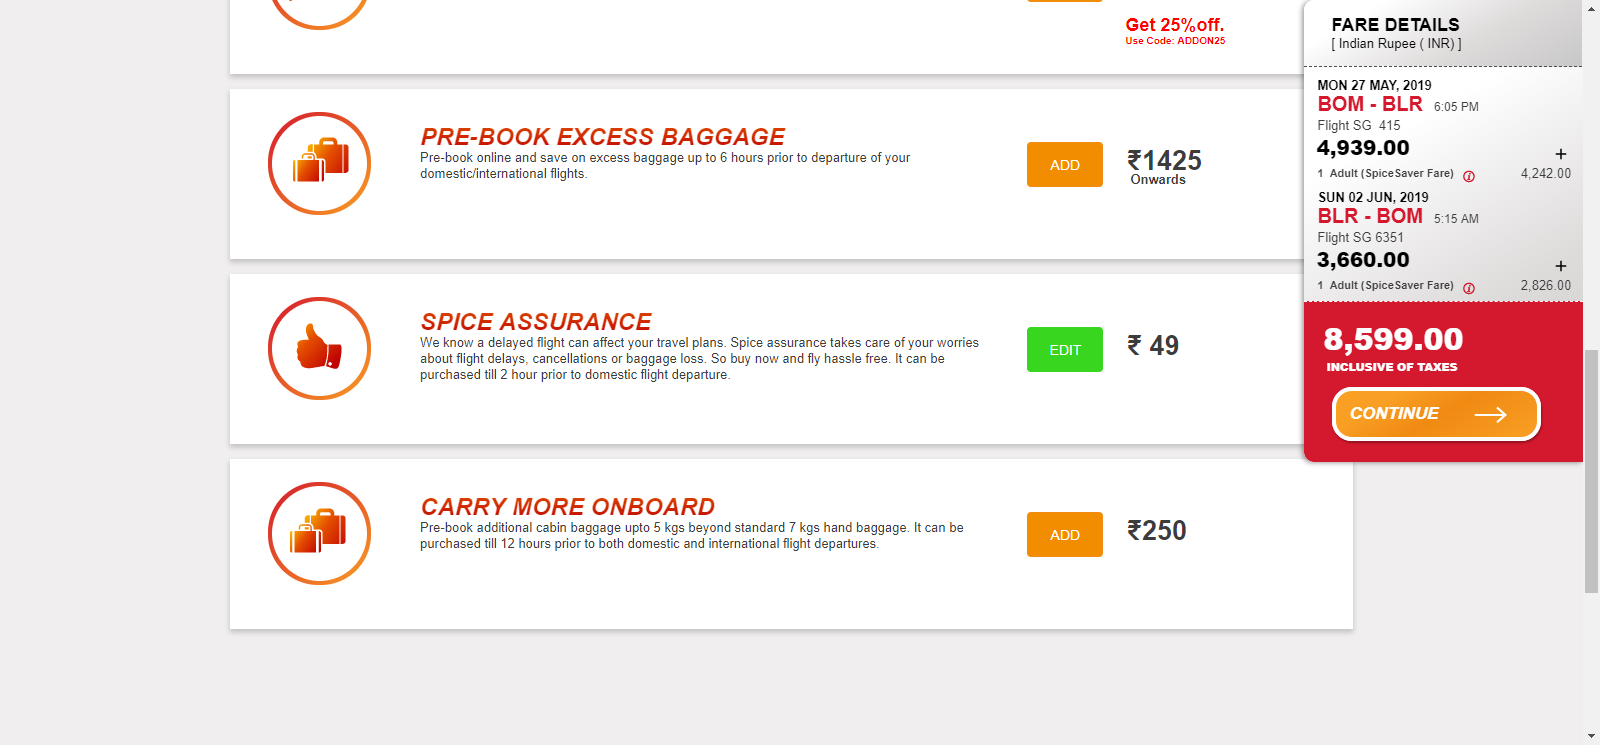 Get 25%off.
Use Code: ADDON25
PRE-BOOK EXCESS BAGGAGE
Pre-book online and save on excess baggage up to 6 hours prior to departure of your
domestic/international flights.
ADD
₹1425
Onwards
SPICE ASSURANCE
We know a delayed flight can affect your travel plans. Spice assurance takes care of your worries
about flight delays, cancellations or baggage loss. So buy now and fly hassle free. It can be
purchased till 2 hour prior to domestic flight departure.
EDIT
₹ 49
CARRY MORE ONBOARD
Pre-book additional cabin baggage upto 5 kgs beyond standard 7 kgs hand baggage. It can be
purchased till 12 hours prior to both domestic and international flight departures.
ADD
₹250
FARE DETAILS
[ Indian Rupee ( INR) ]
MON 27 MAY, 2019
BOM - BLR 6:05 PM
Flight SG 415
4,939.00 +
1 Adult (SpiceSaver Fare) i 4,242.00
SUN 02 JUN, 2019
BLR - BOM 5:15 AM
Flight SG 6351
3,660.00 +
1 Adult (SpiceSaver Fare) i 2,826.00
8,599.00
INCLUSIVE OF TAXES
CONTINUE